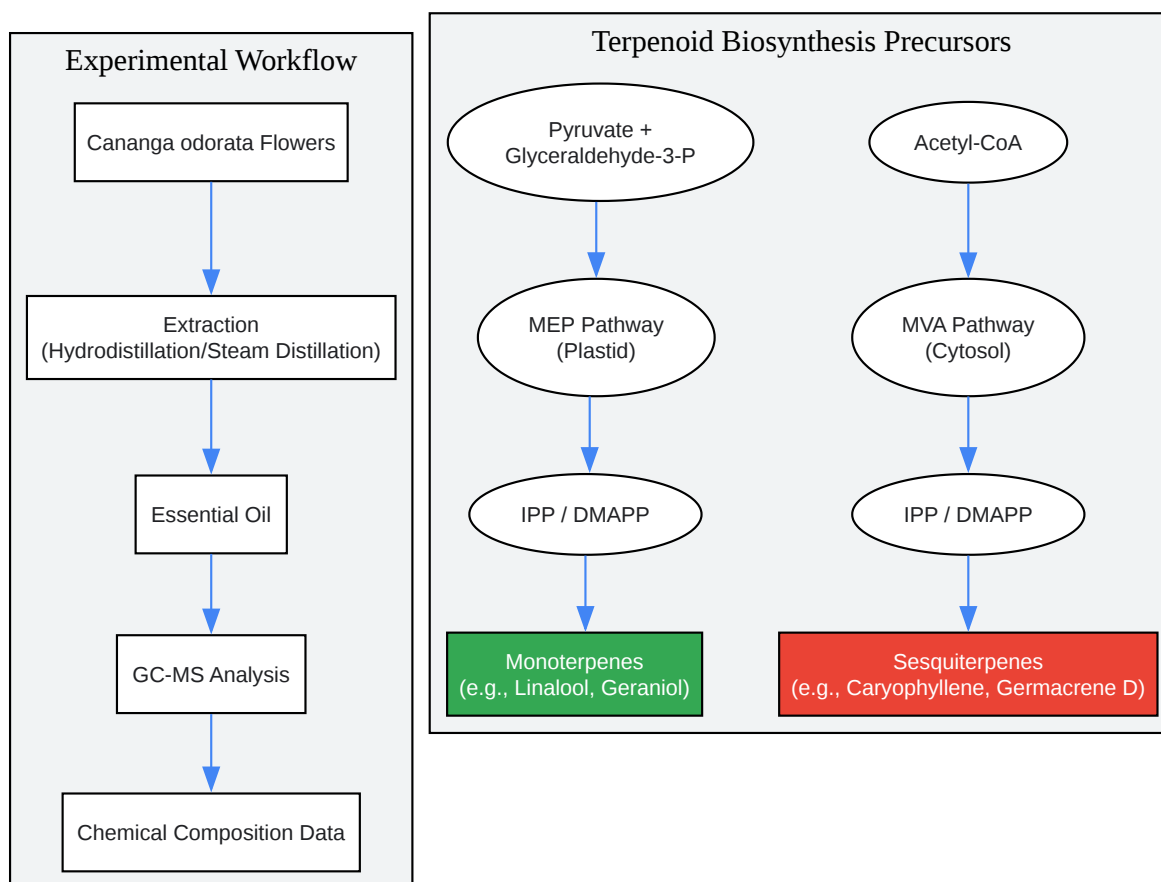 Experimental Workflow
Cananga odorata Flowers
Extraction
(Hydrodistillation/Steam Distillation)
Essential Oil
GC-MS Analysis
Chemical Composition Data
Terpenoid Biosynthesis Precursors
Pyruvate +
Glyceraldehyde-3-P
MEP Pathway
(Plastid)
IPP / DMAPP
Monoterpenes
(e.g., Linalool, Geraniol)
Acetyl-CoA
MVA Pathway
(Cytosol)
IPP / DMAPP
Sesquiterpenes
(e.g., Caryophyllene, Germacrene D)